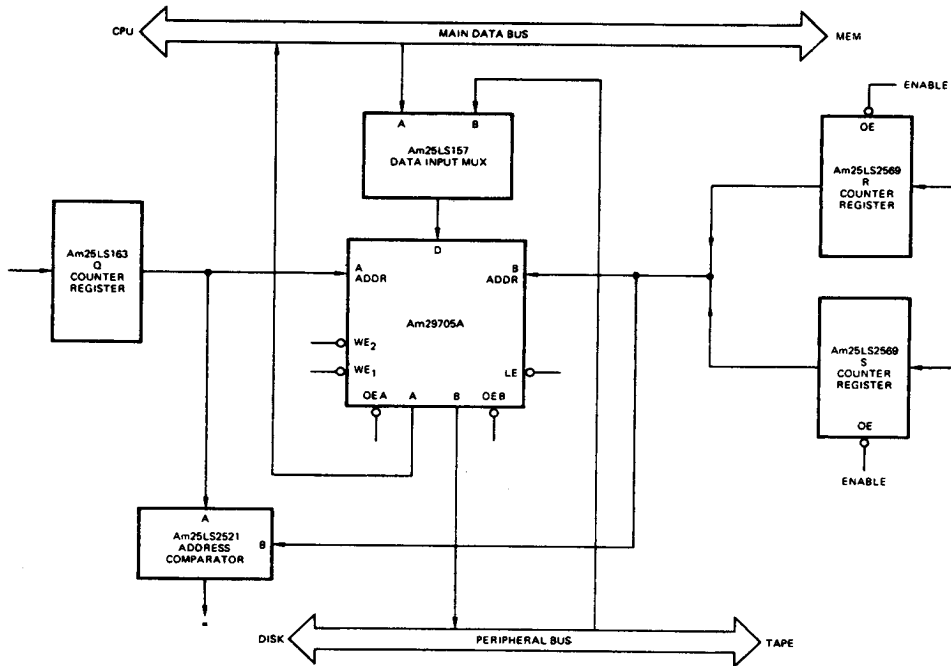 CPU
MAIN DATA BUS
MEM
ENABLE
A
B
Am25LS157
DATA INPUT MUX
OE
Am25LS2569
R
COUNTER
REGISTER
Am25LS163
Q
COUNTER
REGISTER
D
A
ADDR
B
ADDR
Am29705A
WE2
WE1
LE
OEA
A
B
OEB
Am25LS2569
S
COUNTER
REGISTER
OE
ENABLE
A
Am25LS2521
ADDRESS
COMPARATOR
B
=
DISK
PERIPHERAL BUS
TAPE